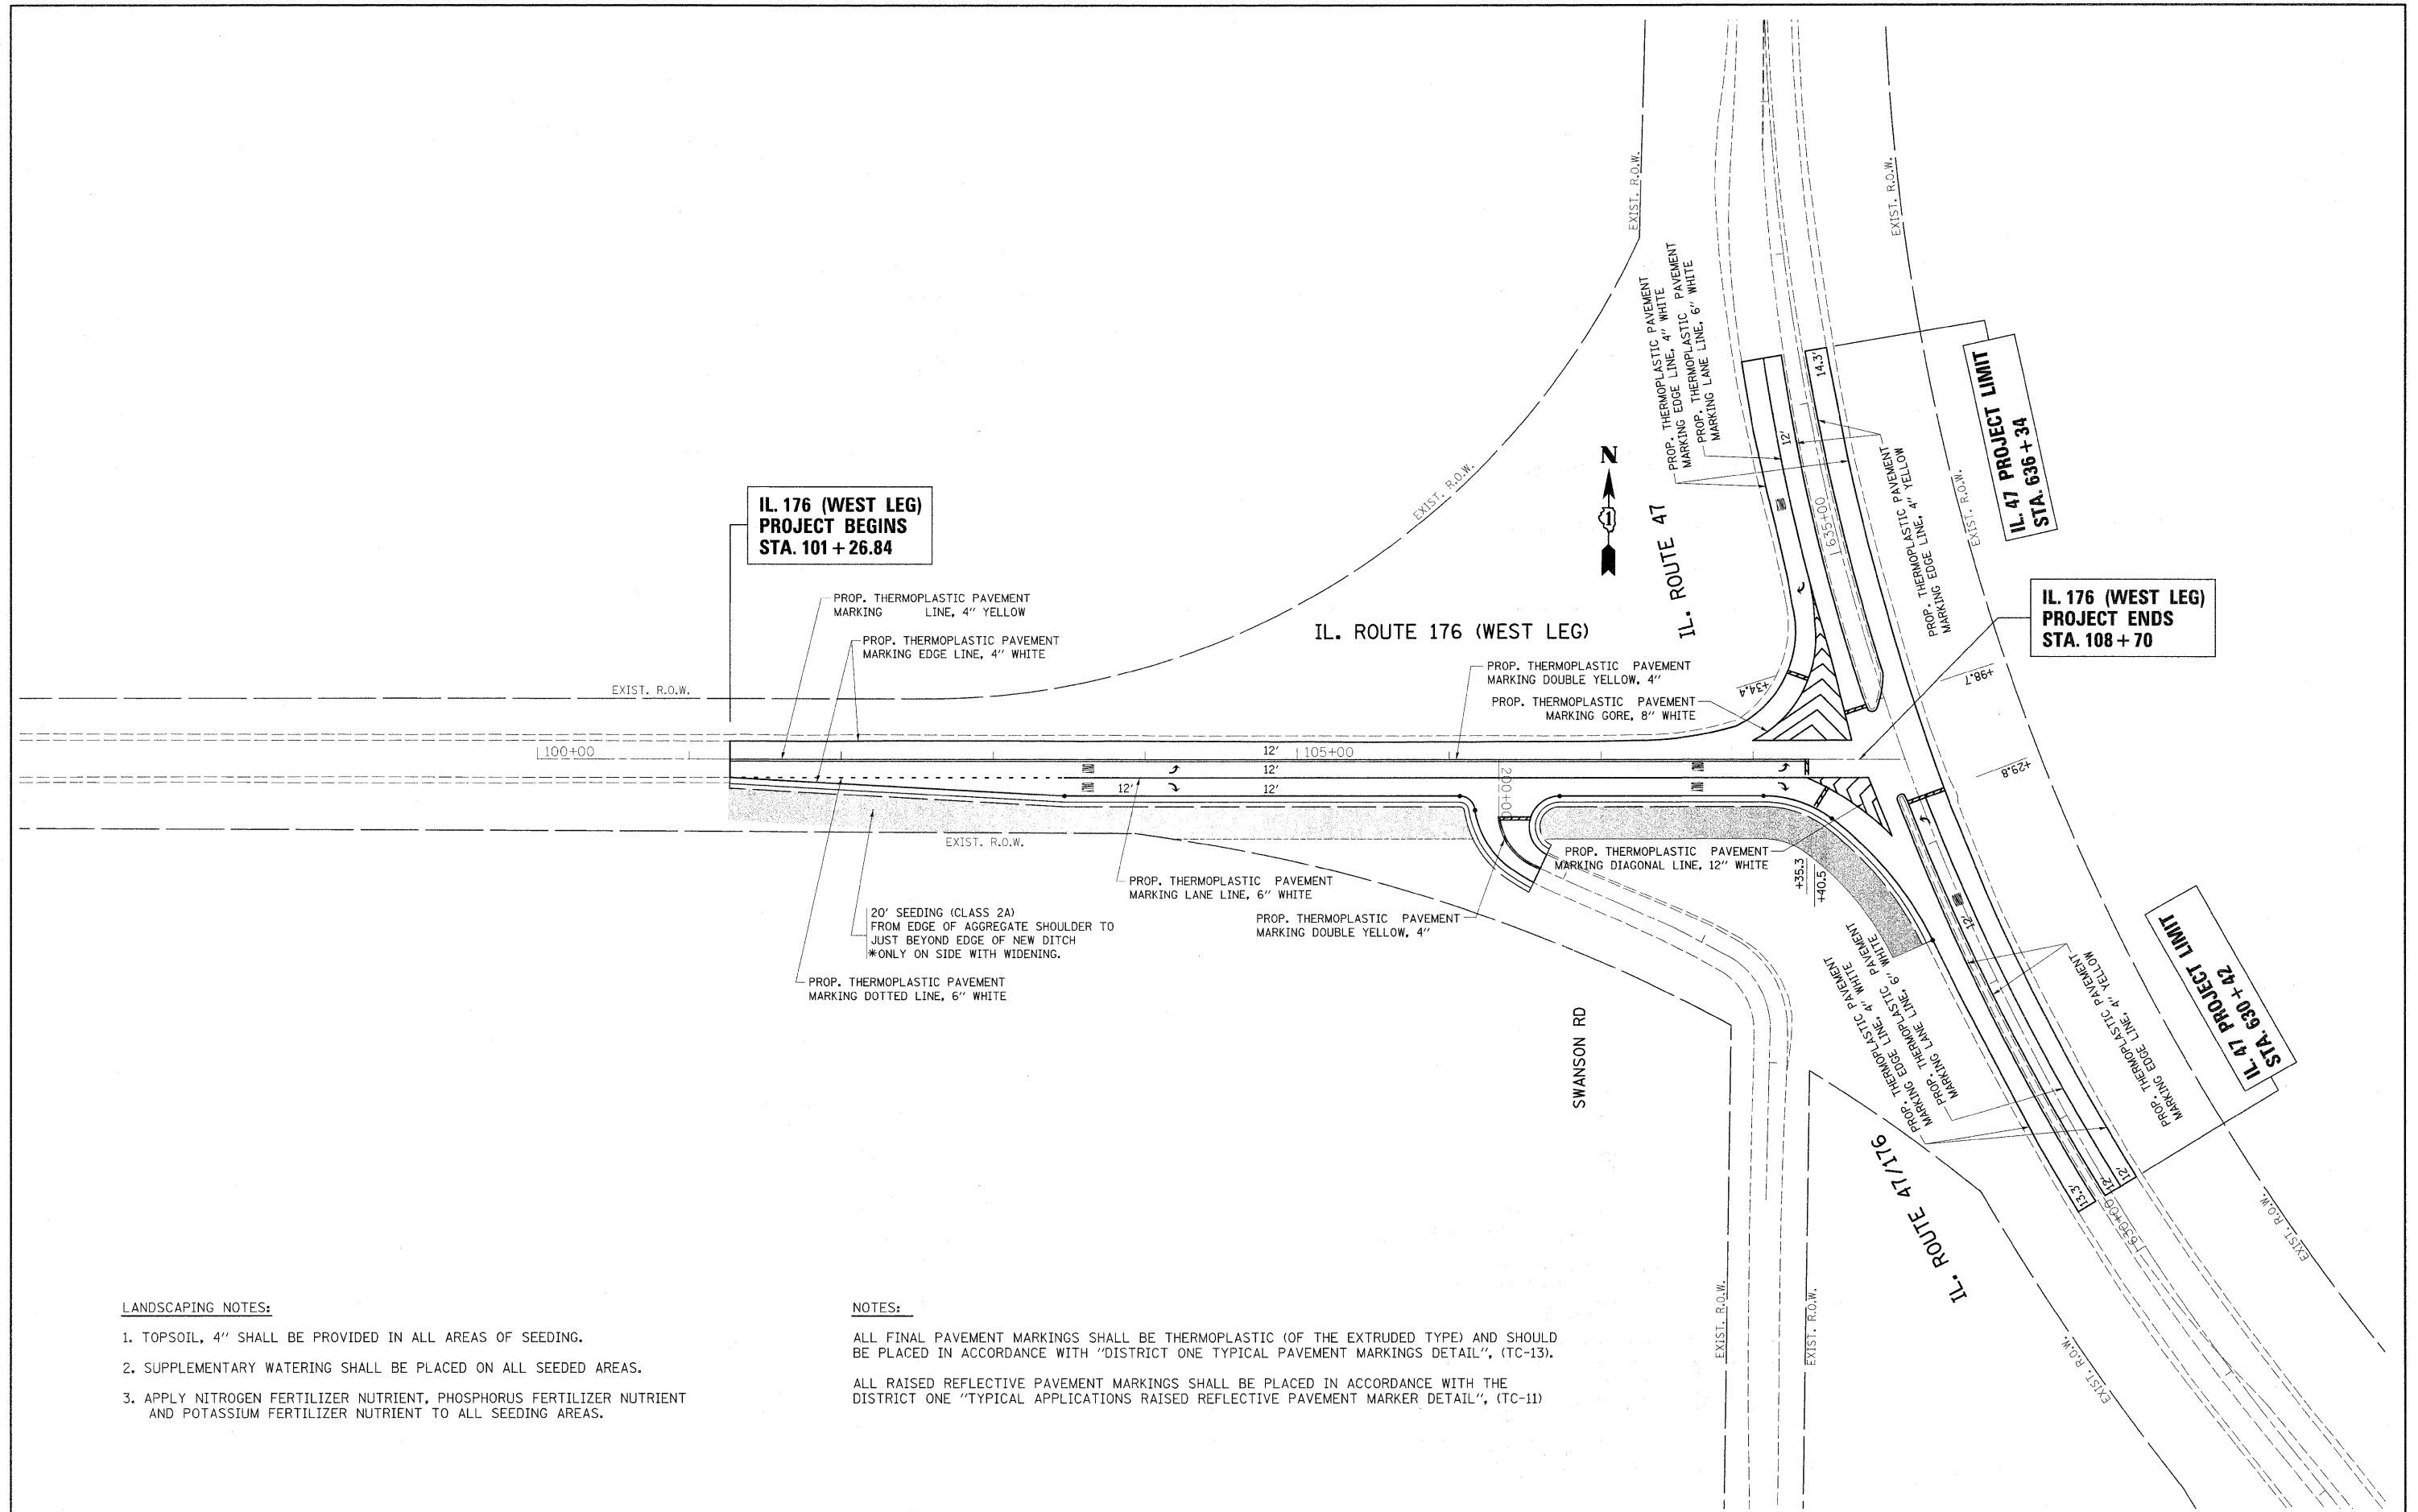 EXIST. R.O.W.
EXIST. R.O.W.
EXIST. R.O.W.
PROP. THERMOPLASTIC PAVEMENT
MARKING EDGE LINE, 4" WHITE
PROP. THERMOPLASTIC PAVEMENT
MARKING LANE LINE, 6" WHITE
14.3'
12'
635+00
IL. 47 PROJECT LIMIT
STA. 636+34
PROP. THERMOPLASTIC PAVEMENT
MARKING EDGE LINE, 4" YELLOW
EXIST. R.O.W.
N
1
IL. ROUTE 47
IL. 176 (WEST LEG)
PROJECT BEGINS
STA. 101+26.84
PROP. THERMOPLASTIC PAVEMENT
MARKING LINE, 4" YELLOW
PROP. THERMOPLASTIC PAVEMENT
MARKING EDGE LINE, 4" WHITE
IL. ROUTE 176 (WEST LEG)
IL. 176 (WEST LEG)
PROJECT ENDS
STA. 108+70
PROP. THERMOPLASTIC PAVEMENT
MARKING DOUBLE YELLOW, 4"
PROP. THERMOPLASTIC PAVEMENT
MARKING GORE, 8" WHITE
+34.4
+98.7
+29.8
EXIST. R.O.W.
100+00
12'
105+00
12'
12'
12'
200+00
EXIST. R.O.W.
PROP. THERMOPLASTIC PAVEMENT
MARKING DIAGONAL LINE, 12" WHITE
+35.3
+40.5
12'
PROP. THERMOPLASTIC PAVEMENT
MARKING LANE LINE, 6" WHITE
20' SEEDING (CLASS 2A)
FROM EDGE OF AGGREGATE SHOULDER TO
JUST BEYOND EDGE OF NEW DITCH
*ONLY ON SIDE WITH WIDENING.
PROP. THERMOPLASTIC PAVEMENT
MARKING DOUBLE YELLOW, 4"
PROP. THERMOPLASTIC PAVEMENT
MARKING DOTTED LINE, 6" WHITE
PROP. THERMOPLASTIC PAVEMENT
MARKING EDGE LINE, 4" WHITE
PROP. THERMOPLASTIC PAVEMENT
MARKING LANE LINE, 6" WHITE
PROP. THERMOPLASTIC PAVEMENT
MARKING EDGE LINE, 4" YELLOW
IL. 47 PROJECT LIMIT
STA. 630+42
SWANSON RD
IL. ROUTE 47/176
13.3'
12'
12'
630+00
EXIST. R.O.W.
EXIST. R.O.W.
EXIST. R.O.W.
EXIST. R.O.W.
LANDSCAPING NOTES:
1. TOPSOIL, 4" SHALL BE PROVIDED IN ALL AREAS OF SEEDING.
2. SUPPLEMENTARY WATERING SHALL BE PLACED ON ALL SEEDED AREAS.
3. APPLY NITROGEN FERTILIZER NUTRIENT, PHOSPHORUS FERTILIZER NUTRIENT
AND POTASSIUM FERTILIZER NUTRIENT TO ALL SEEDING AREAS.
NOTES:
ALL FINAL PAVEMENT MARKINGS SHALL BE THERMOPLASTIC (OF THE EXTRUDED TYPE) AND SHOULD
BE PLACED IN ACCORDANCE WITH "DISTRICT ONE TYPICAL PAVEMENT MARKINGS DETAIL", (TC-13).
ALL RAISED REFLECTIVE PAVEMENT MARKINGS SHALL BE PLACED IN ACCORDANCE WITH THE
DISTRICT ONE "TYPICAL APPLICATIONS RAISED REFLECTIVE PAVEMENT MARKER DETAIL", (TC-11)